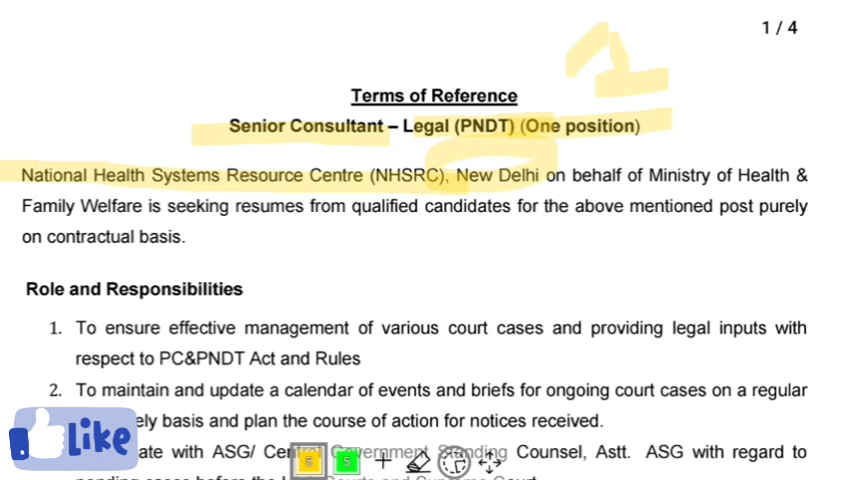 1 / 4
Terms of Reference
Senior Consultant – Legal (PNDT) (One position)
National Health Systems Resource Centre (NHSRC), New Delhi on behalf of Ministry of Health &
Family Welfare is seeking resumes from qualified candidates for the above mentioned post purely
on contractual basis.
Role and Responsibilities
1. To ensure effective management of various court cases and providing legal inputs with
respect to PC&PNDT Act and Rules
2. To maintain and update a calendar of events and briefs for ongoing court cases on a regular
basis and plan the course of action for notices received.
Like
with ASG/ Central Government Standing Counsel, Astt. ASG with regard to